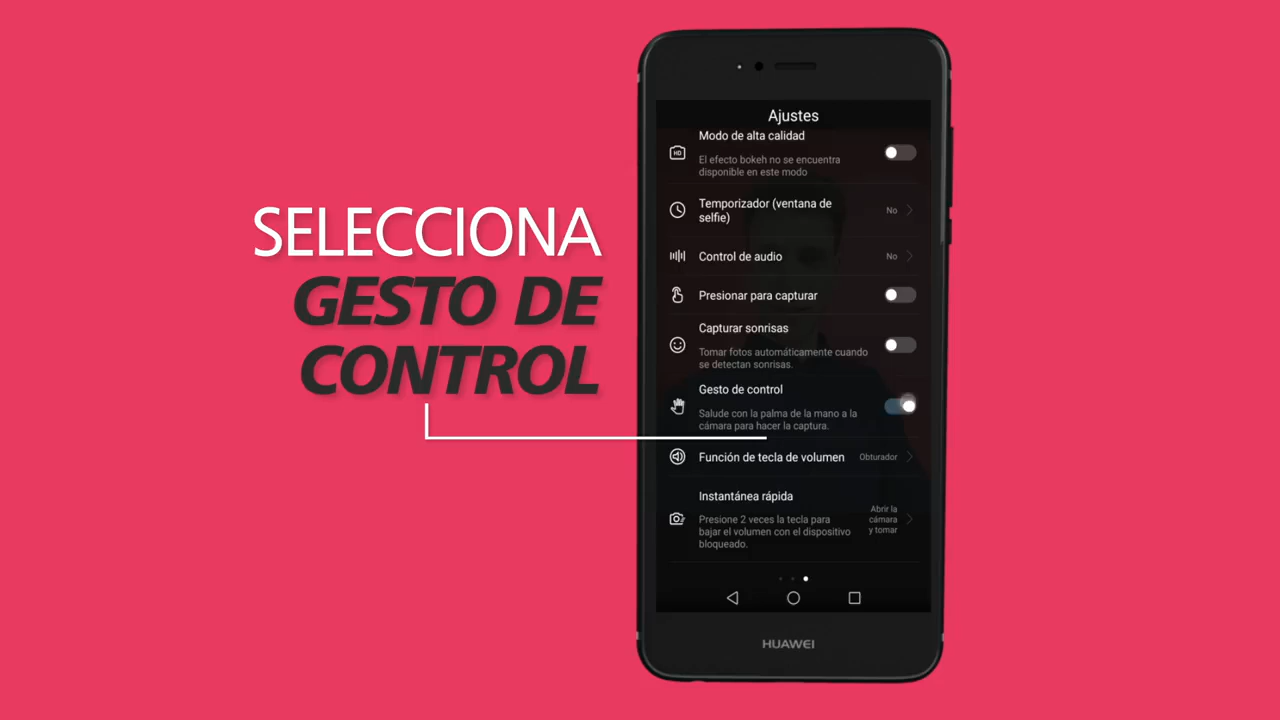 SELECCIONA
GESTO DE
CONTROL
Ajustes
Modo de alta calidad
HD
El efecto bokeh no se encuentra
disponible en este modo
Temporizador (ventana de
selfie)
No
Control de audio
No
Presionar para capturar
Capturar sonrisas
Tomar fotos automáticamente cuando
se detectan sonrisas.
Gesto de control
Salude con la palma de la mano a la
cámara para hacer la captura.
Función de tecla de volumen
Obturador
Instantánea rápida
Presione 2 veces la tecla para
bajar el volumen con el dispositivo
bloqueado.
Abrir la
cámara
y tomar
HUAWEI